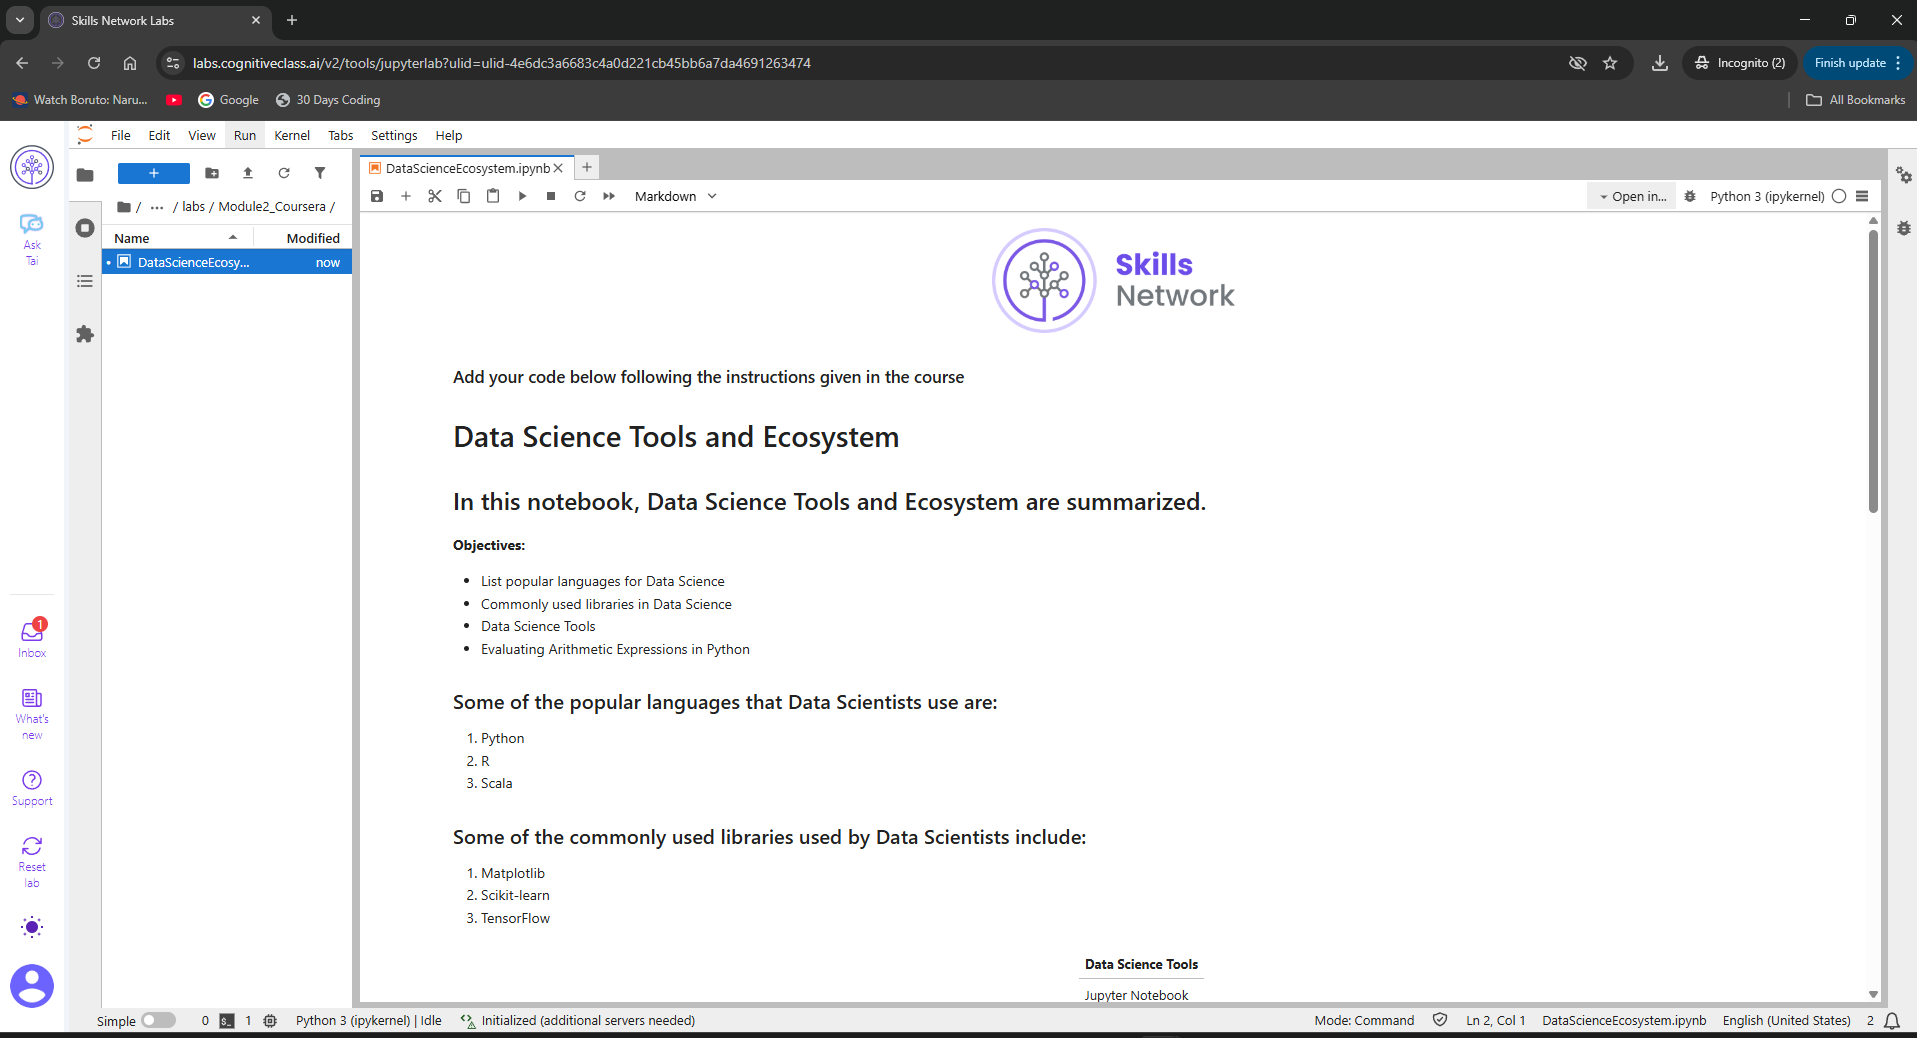 Skills Network Labs
labs.cognitiveclass.ai/v2/tools/jupyterlab?ulid=ulid-4e6dc3a6683c4a0d221cb45bb6a7da4691263474
Incognito (2)
Finish update
Watch Boruto: Naru...
Google
30 Days Coding
All Bookmarks
File Edit View Run Kernel Tabs Settings Help
DataScienceEcosystem.ipynb
Markdown
Open in...
Python 3 (ipykernel)
/ ... / labs / Module2_Coursera /
Name Modified
DataScienceEcosy... now
Ask
Tai
1
Inbox
What's
new
Support
Reset
lab
Skills
Network
Add your code below following the instructions given in the course
Data Science Tools and Ecosystem
In this notebook, Data Science Tools and Ecosystem are summarized.
Objectives:
• List popular languages for Data Science
• Commonly used libraries in Data Science
• Data Science Tools
• Evaluating Arithmetic Expressions in Python
Some of the popular languages that Data Scientists use are:
1. Python
2. R
3. Scala
Some of the commonly used libraries used by Data Scientists include:
1. Matplotlib
2. Scikit-learn
3. TensorFlow
Data Science Tools
Jupyter Notebook
Simple 0 $_ 1 Python 3 (ipykernel) | Idle Initialized (additional servers needed) Mode: Command Ln 2, Col 1 DataScienceEcosystem.ipynb English (United States) 2